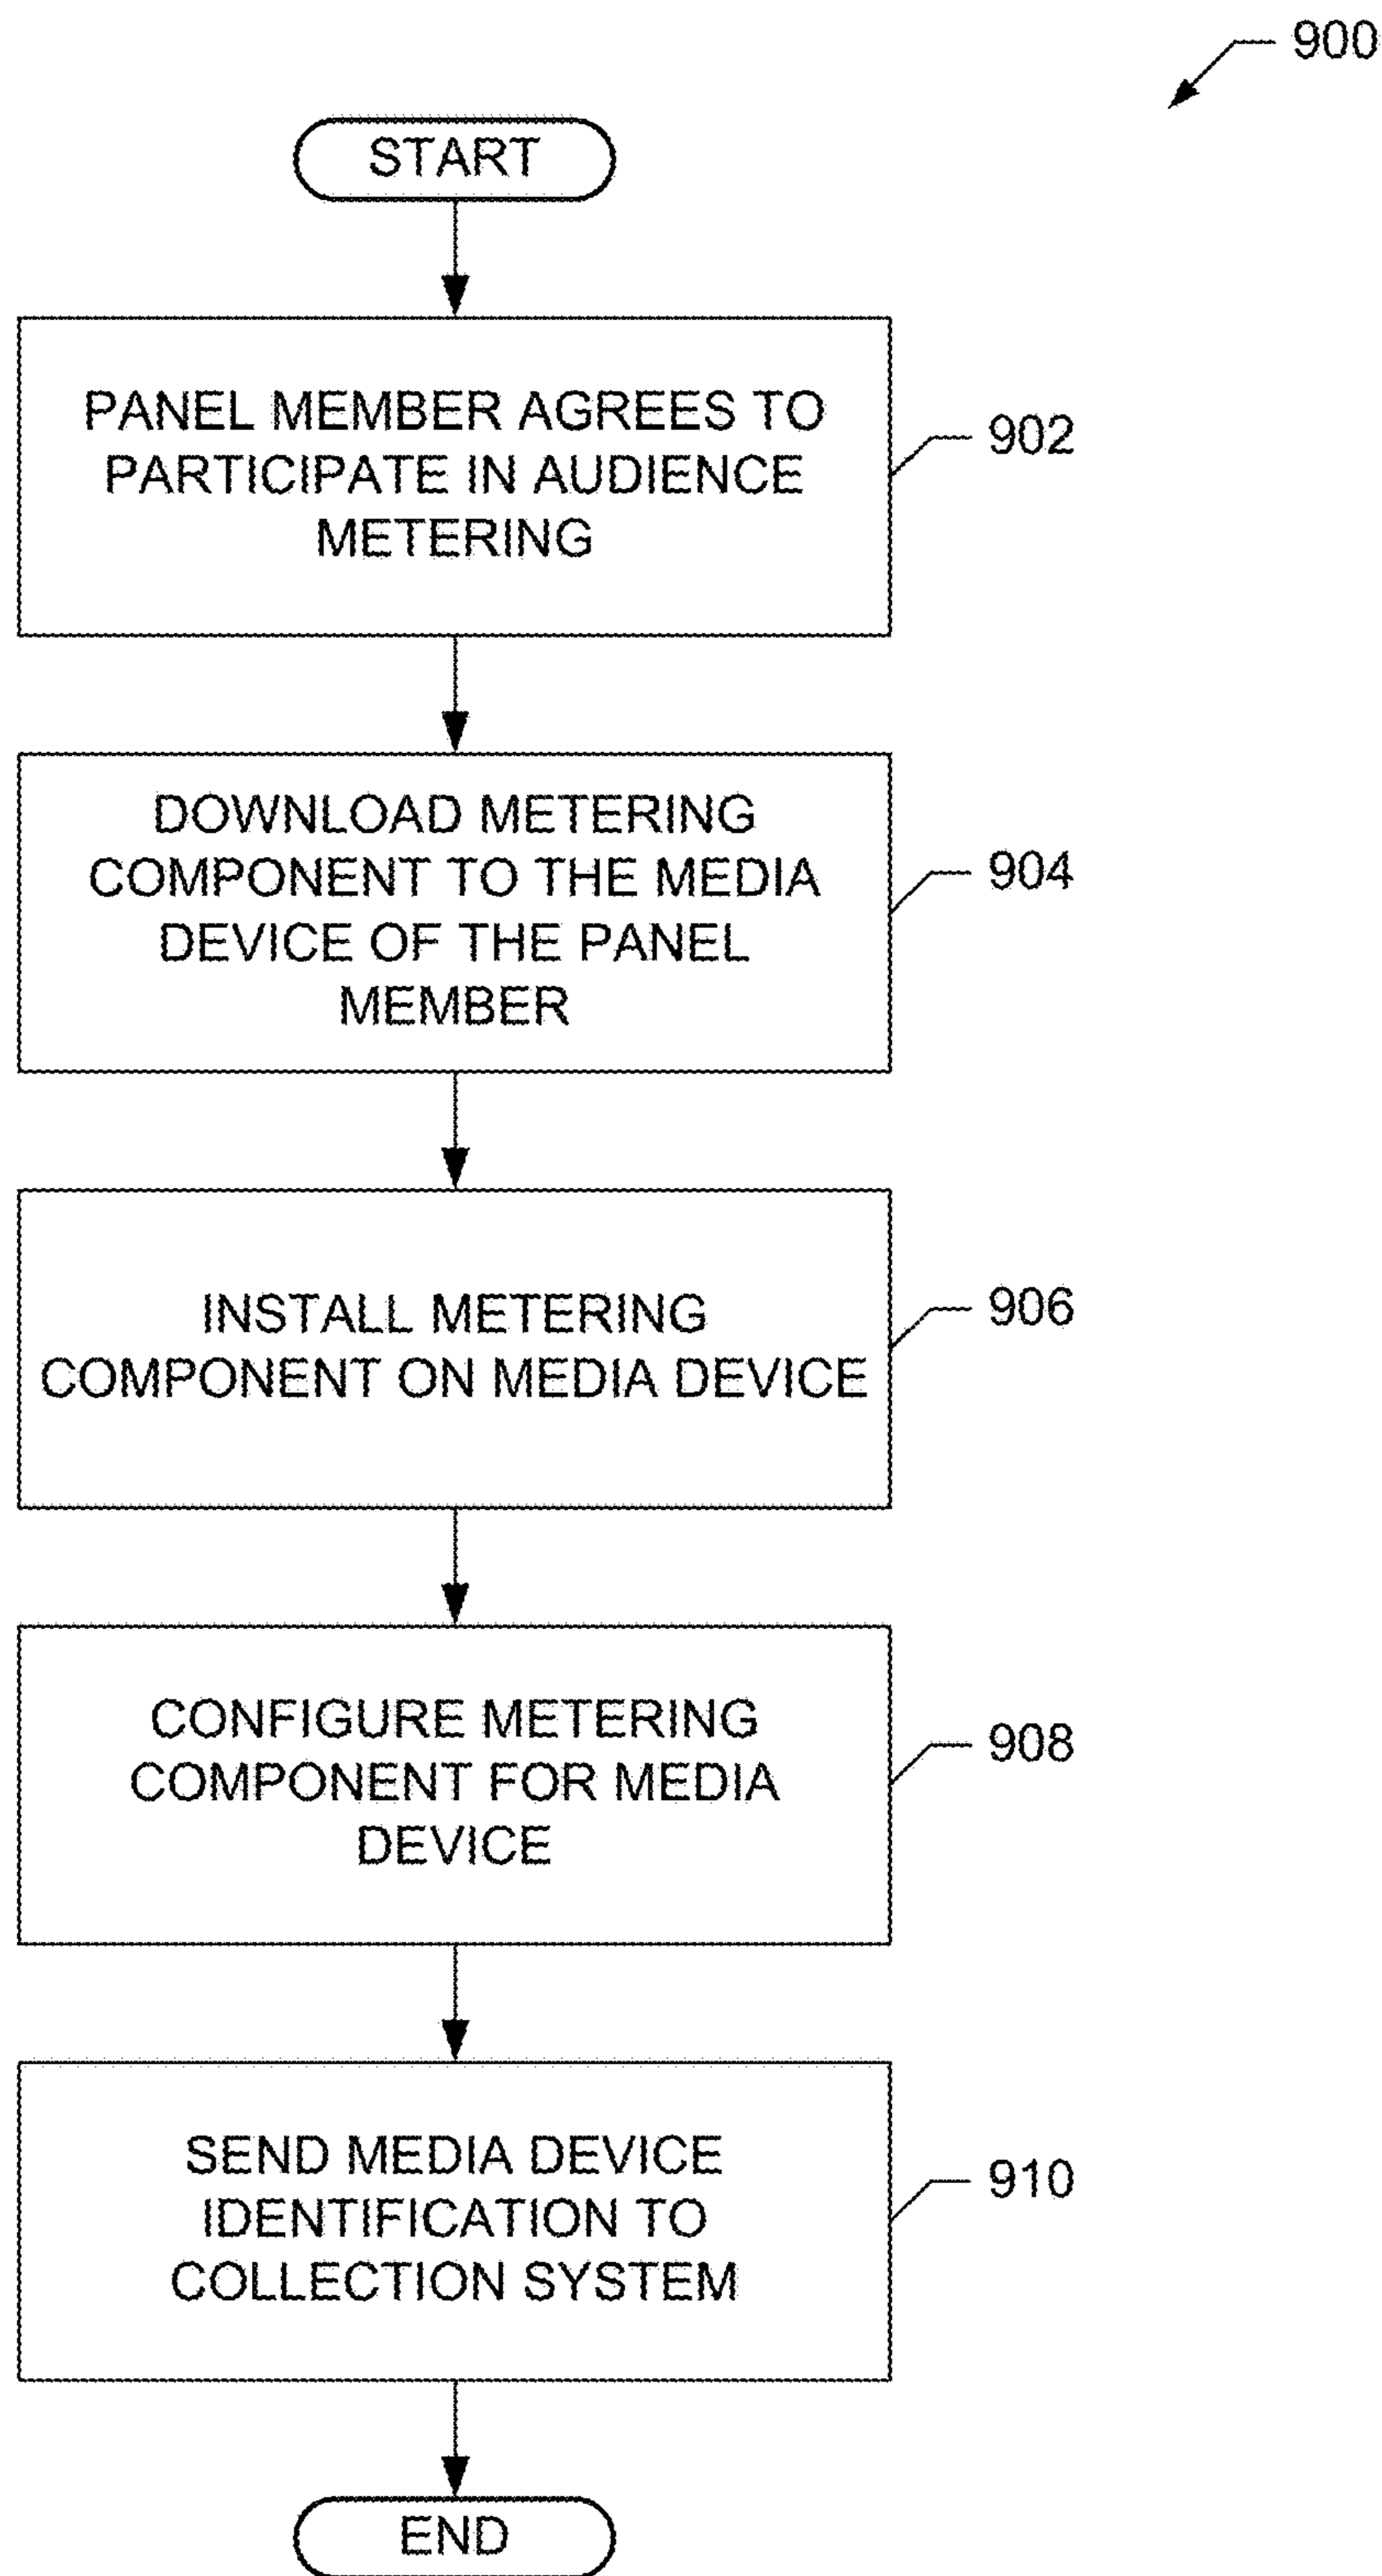 900
START
PANEL MEMBER AGREES TO
PARTICIPATE IN AUDIENCE
METERING
902
DOWNLOAD METERING
COMPONENT TO THE MEDIA
DEVICE OF THE PANEL
MEMBER
904
INSTALL METERING
COMPONENT ON MEDIA DEVICE
906
CONFIGURE METERING
COMPONENT FOR MEDIA
DEVICE
908
SEND MEDIA DEVICE
IDENTIFICATION TO
COLLECTION SYSTEM
910
END